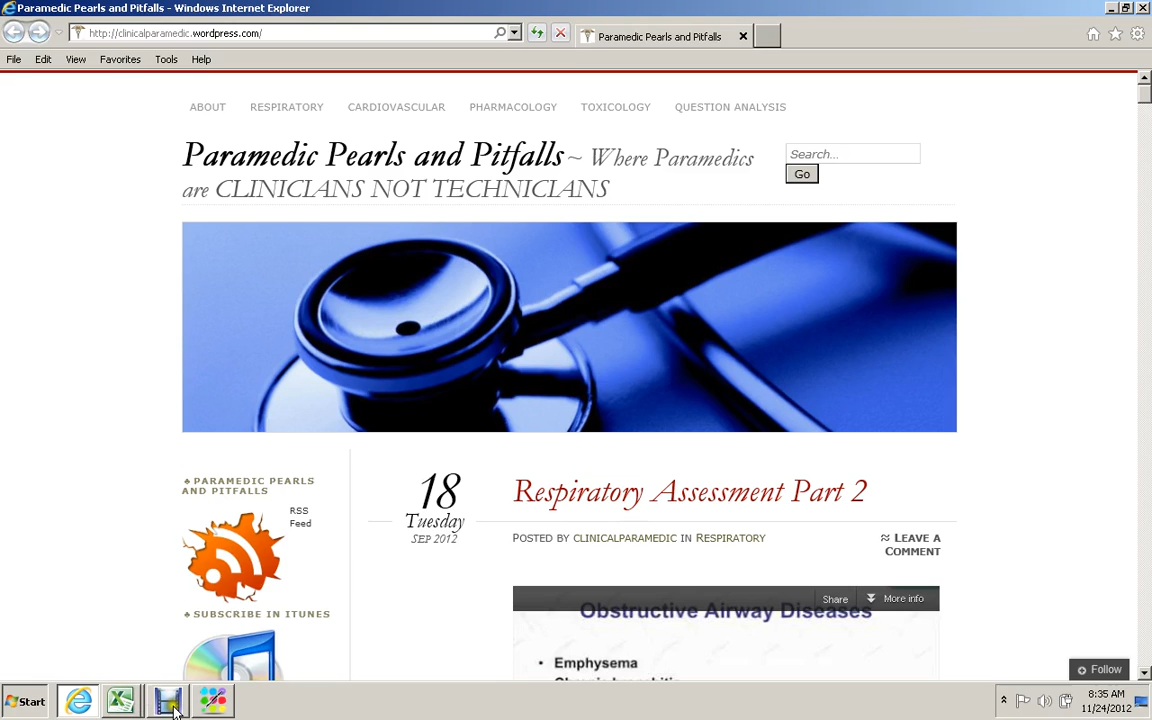 Paramedic Pearls and Pitfalls - Windows Internet Explorer
http://clinicalparamedic.wordpress.com/
Paramedic Pearls and Pitfalls
File Edit View Favorites Tools Help
ABOUT RESPIRATORY CARDIOVASCULAR PHARMACOLOGY TOXICOLOGY QUESTION ANALYSIS
Paramedic Pearls and Pitfalls ~ Where Paramedics
are CLINICIANS NOT TECHNICIANS
Search...
Go
PARAMEDIC PEARLS
AND PITFALLS
RSS
Feed
SUBSCRIBE IN ITUNES
18
Tuesday
SEP 2012
Respiratory Assessment Part 2
POSTED BY CLINICALPARAMEDIC IN RESPIRATORY
≈ LEAVE A
COMMENT
Share More info
Obstructive Airway Diseases
• Emphysema
Follow
Start
8:35 AM
11/24/2012